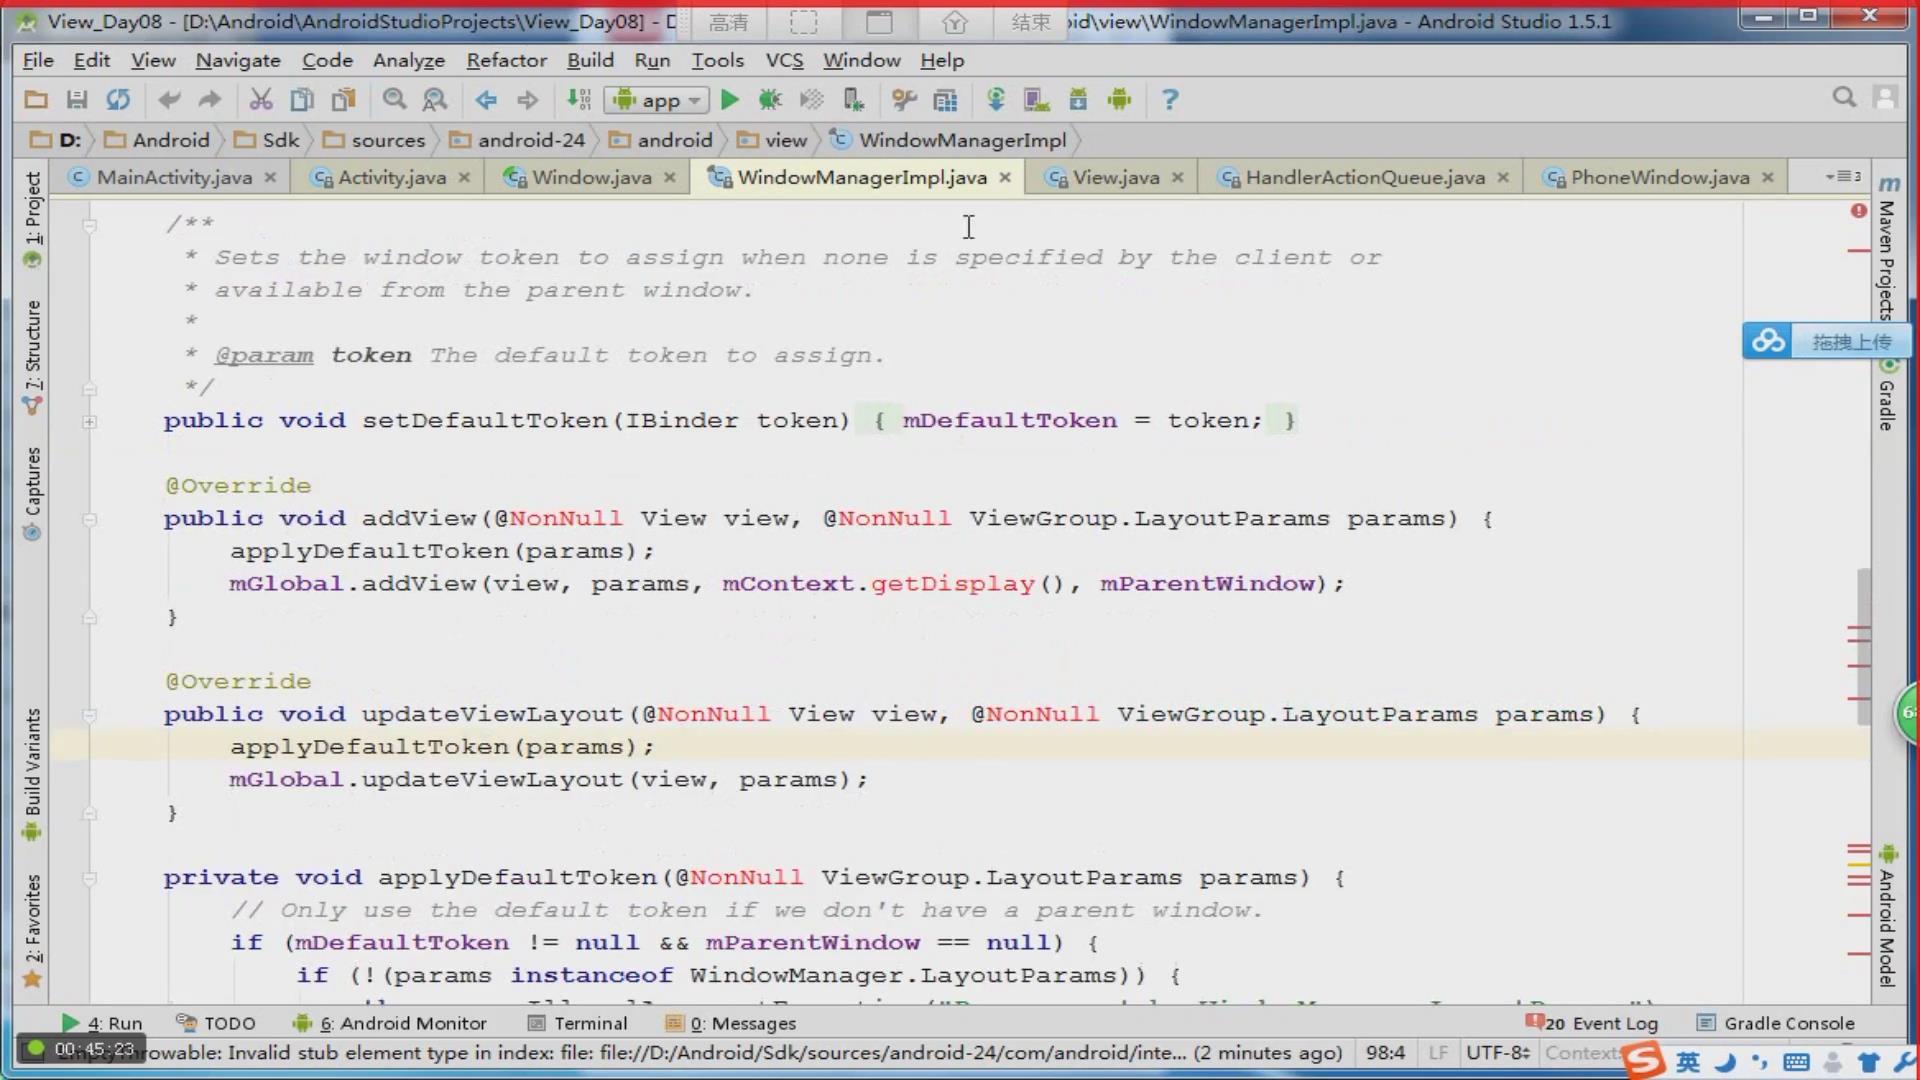 View_Day08 - [D:\Android\AndroidStudioProjects\View_Day08] - D
高清
结束
id\view\WindowManagerImpl.java - Android Studio 1.5.1
File Edit View Navigate Code Analyze Refactor Build Run Tools VCS Window Help
app
D: Android Sdk sources android-24 android view WindowManagerImpl
MainActivity.java Activity.java Window.java WindowManagerImpl.java View.java HandlerActionQueue.java PhoneWindow.java
1: Project
7: Structure
Captures
Build Variants
2: Favorites
/**
* Sets the window token to assign when none is specified by the client or
* available from the parent window.
*
* @param token The default token to assign.
*/
public void setDefaultToken(IBinder token) { mDefaultToken = token; }
@Override
public void addView(@NonNull View view, @NonNull ViewGroup.LayoutParams params) {
applyDefaultToken(params);
mGlobal.addView(view, params, mContext.getDisplay(), mParentWindow);
}
@Override
public void updateViewLayout(@NonNull View view, @NonNull ViewGroup.LayoutParams params) {
applyDefaultToken(params);
mGlobal.updateViewLayout(view, params);
}
private void applyDefaultToken(@NonNull ViewGroup.LayoutParams params) {
// Only use the default token if we don't have a parent window.
if (mDefaultToken != null && mParentWindow == null) {
if (!(params instanceof WindowManager.LayoutParams)) {
Maven Projects
拖拽上传
Gradle
Android Model
4: Run TODO 6: Android Monitor Terminal 0: Messages 20 Event Log Gradle Console
00:45:23
Throwable: Invalid stub element type in index: file: file://D:/Android/Sdk/sources/android-24/com/android/inte... (2 minutes ago) 98:4 LF UTF-8 Context:
英